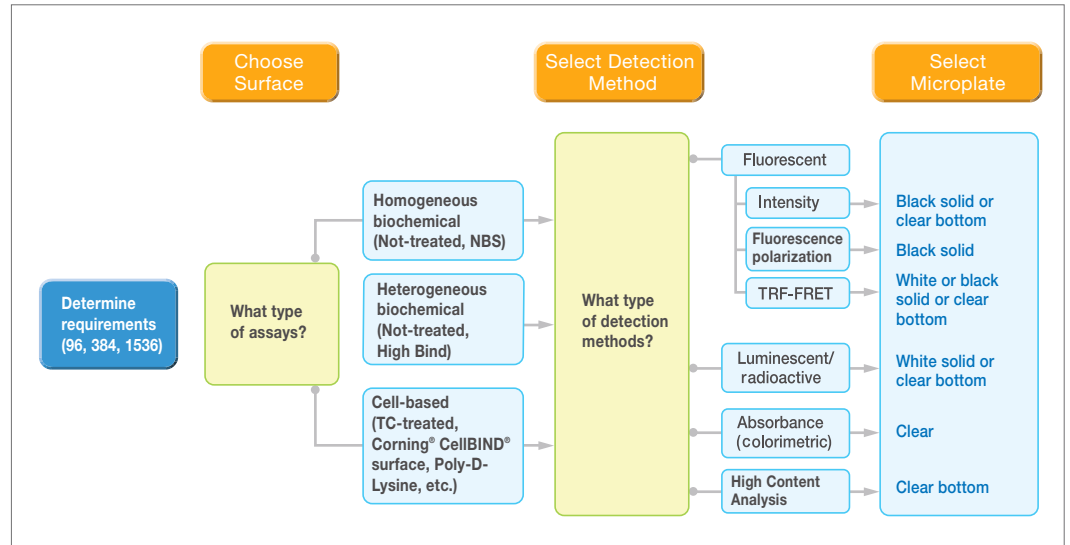 Choose
Surface
Select Detection
Method
Select
Microplate
Determine
requirements
(96, 384, 1536)
What type
of assays?
Homogeneous
biochemical
(Not-treated, NBS)
Heterogeneous
biochemical
(Not-treated,
High Bind)
Cell-based
(TC-treated,
Corning® CellBIND®
surface, Poly-D-
Lysine, etc.)
What type
of detection
methods?
Fluorescent
Intensity
Black solid or
clear bottom
Fluorescence
polarization
Black solid
TRF-FRET
White or black
solid or clear
bottom
Luminescent/
radioactive
White solid or
clear bottom
Absorbance
(colorimetric)
Clear
High Content
Analysis
Clear bottom